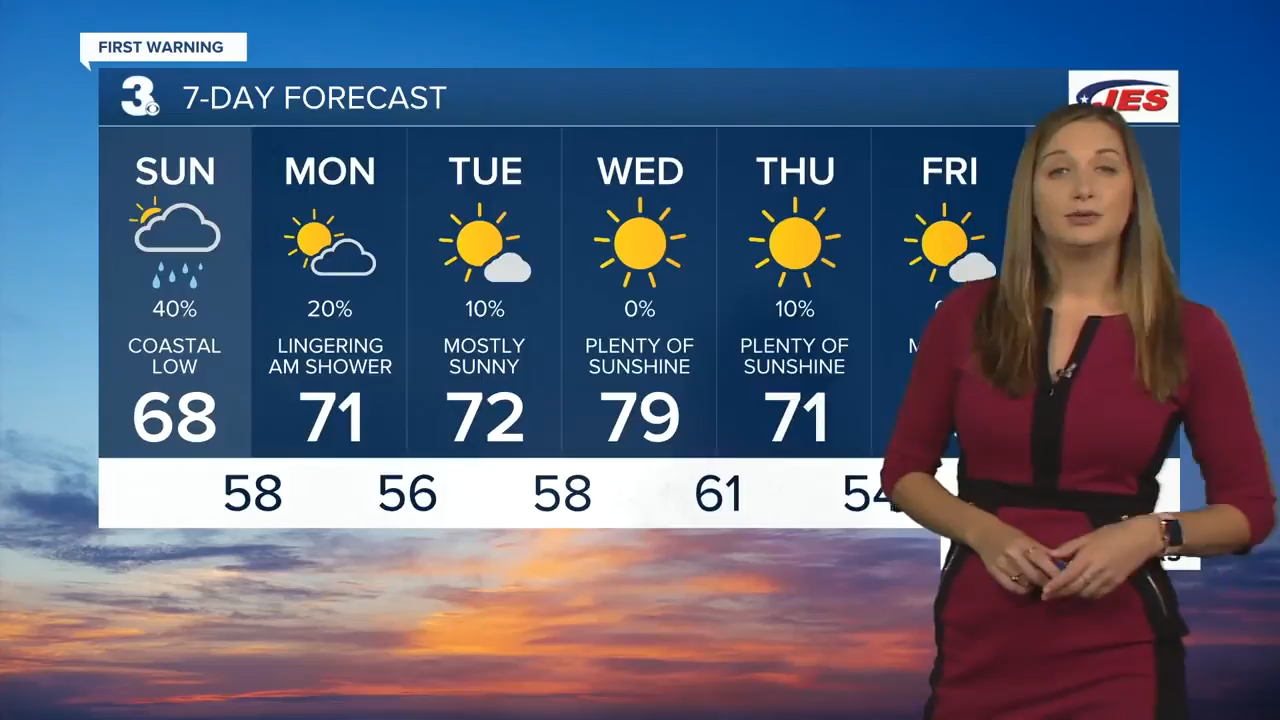 FIRST WARNING
3 7-DAY FORECAST
JES
SUN MON TUE WED THU FRI
40% 20% 10% 0% 10%
COASTAL LOW
LINGERING AM SHOWER
MOSTLY SUNNY
PLENTY OF SUNSHINE
PLENTY OF SUNSHINE
68 71 72 79 71
58 56 58 61 54